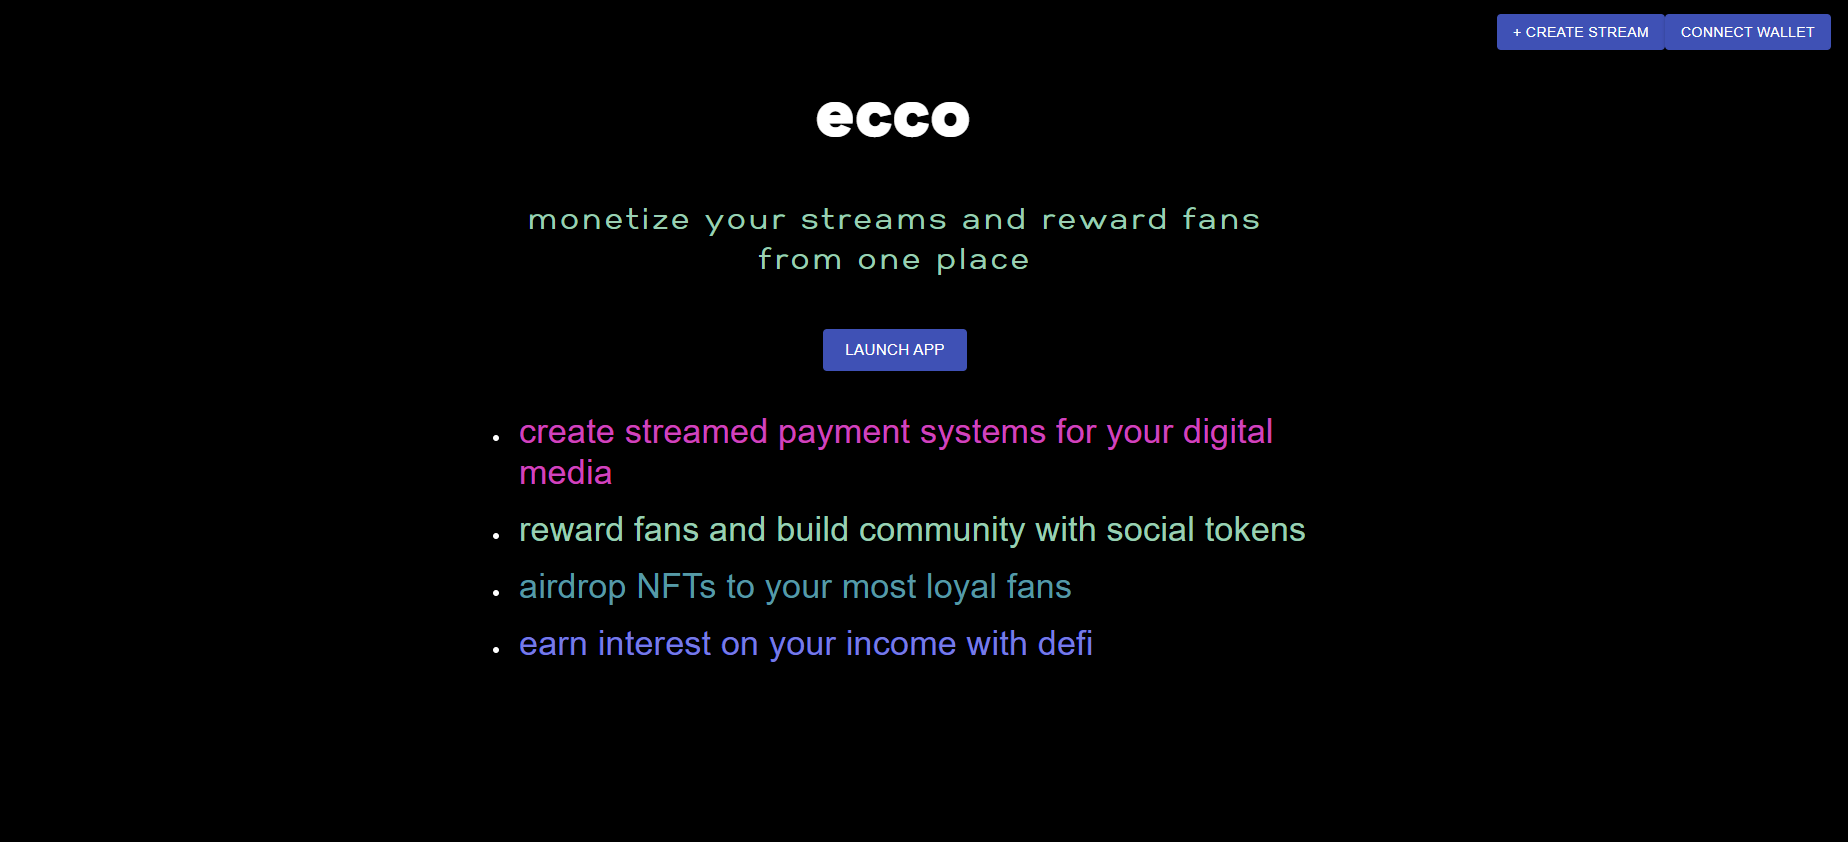 + CREATE STREAM CONNECT WALLET
ecco
monetize your streams and reward fans
from one place
LAUNCH APP
create streamed payment systems for your digital
media
reward fans and build community with social tokens
airdrop NFTs to your most loyal fans
earn interest on your income with defi